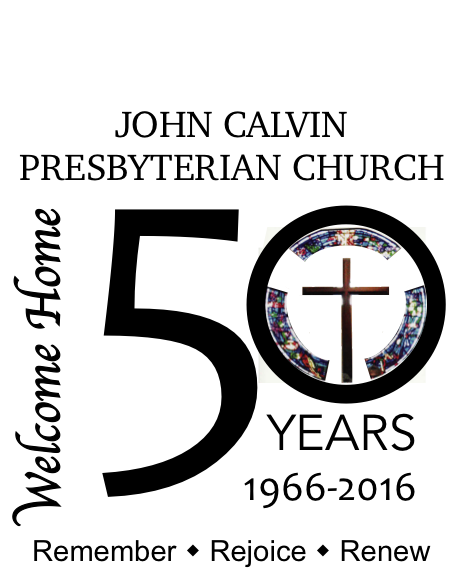 JOHN CALVIN
PRESBYTERIAN CHURCH
Welcome Home
50
YEARS
1966-2016
Remember ◆ Rejoice ◆ Renew